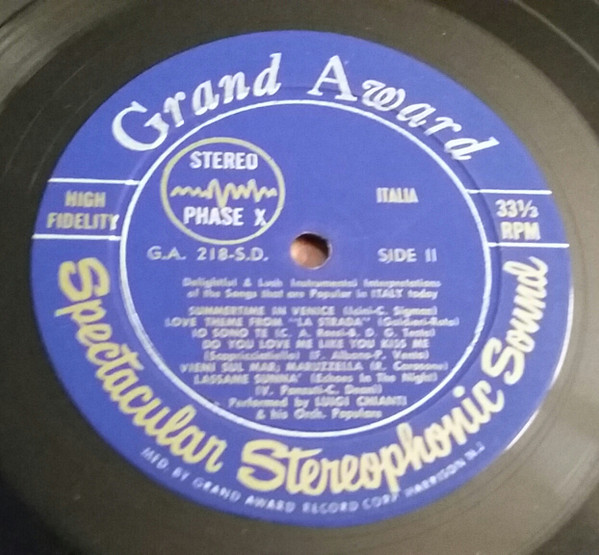 Grand Award
STEREO
PHASE X
HIGH
FIDELITY
ITALIA
33⅓
RPM
G.A. 218-S.D.
SIDE II
Delightful & Lush Instrumental Interpretations
of the Songs that are Popular in ITALY today
SUMMERTIME IN VENICE (Icini-C. Sigman)
LOVE THEME FROM "LA STRADA" (Galdieri-Rota)
IO SONO TE (C. A. Rossi- D. G. Testa)
DO YOU LOVE ME LIKE YOU KISS ME
(Scapricciatiello) (F. Albano-P. Vento)
VIENI SUL MAR; MARUZZELLA (R. Carosone)
LASSAME SUNNA' (Echoes In The Night)
(V. Panzuti-C.
Performed by LUIGI CHIANTI
& his Orch. Populare
Spectacular Stereophonic Sound
MFD BY GRAND AWARD RECORD CORP HARRISON N.J.